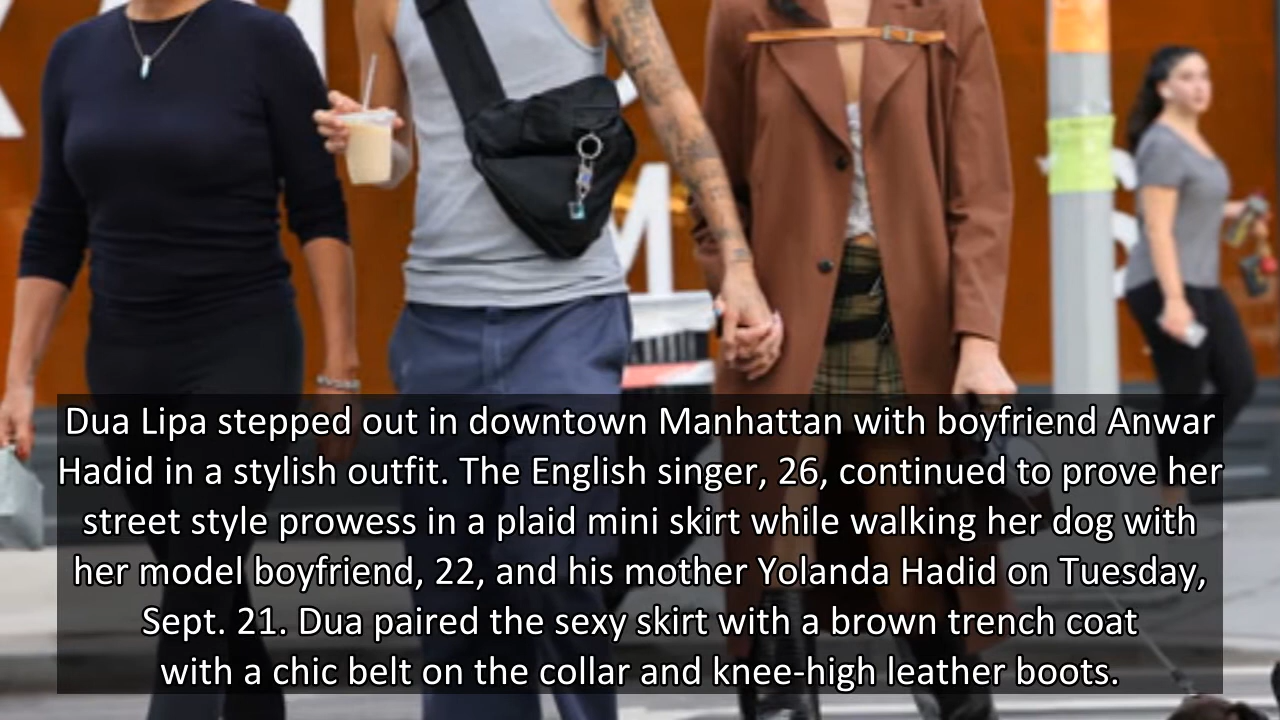 Dua Lipa stepped out in downtown Manhattan with boyfriend Anwar
Hadid in a stylish outfit. The English singer, 26, continued to prove her
street style prowess in a plaid mini skirt while walking her dog with
her model boyfriend, 22, and his mother Yolanda Hadid on Tuesday,
Sept. 21. Dua paired the sexy skirt with a brown trench coat
with a chic belt on the collar and knee-high leather boots.